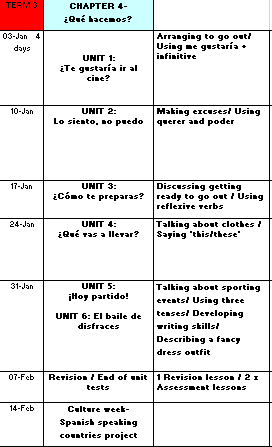 TERM 3
CHAPTER 4-
¿Qué hacemos?
03-Jan 4
days
UNIT 1:
¿Te gustaría ir al
cine?
Arranging to go out/
Using me gustaría +
infinitive
10-Jan
UNIT 2:
Lo siento, no puedo
Making excuses/ Using
querer and poder
17-Jan
UNIT 3:
¿Cómo te preparas?
Discussing getting
ready to go out / Using
reflexive verbs
24-Jan
UNIT 4:
¿Qué vas a llevar?
Talking about clothes /
Saying 'this/these'
31-Jan
UNIT 5:
¡Hoy partido!
UNIT 6: El baile de
disfraces
Talking about sporting
events/ Using three
tenses/ Developing
writing skills/
Describing a fancy
dress outfit
07-Feb
Revision / End of unit
tests
1 Revision lesson / 2 x
Assessment lessons
14-Feb
Culture week-
Spanish speaking
countries project